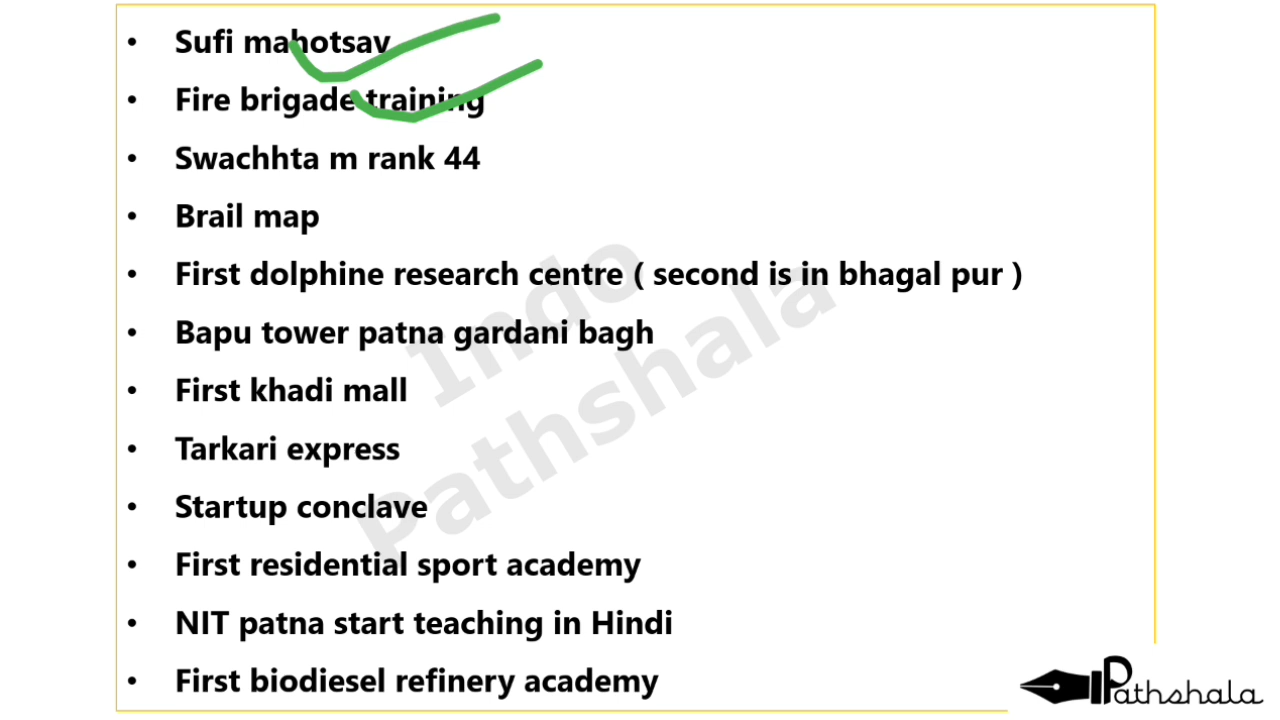 • Sufi mahotsav
• Fire brigade training
• Swachhta m rank 44
• Brail map
• First dolphine research centre ( second is in bhagal pur )
• Bapu tower patna gardani bagh
• First khadi mall
• Tarkari express
• Startup conclave
• First residential sport academy
• NIT patna start teaching in Hindi
• First biodiesel refinery academy
Indo
Pathshala
Pathshala